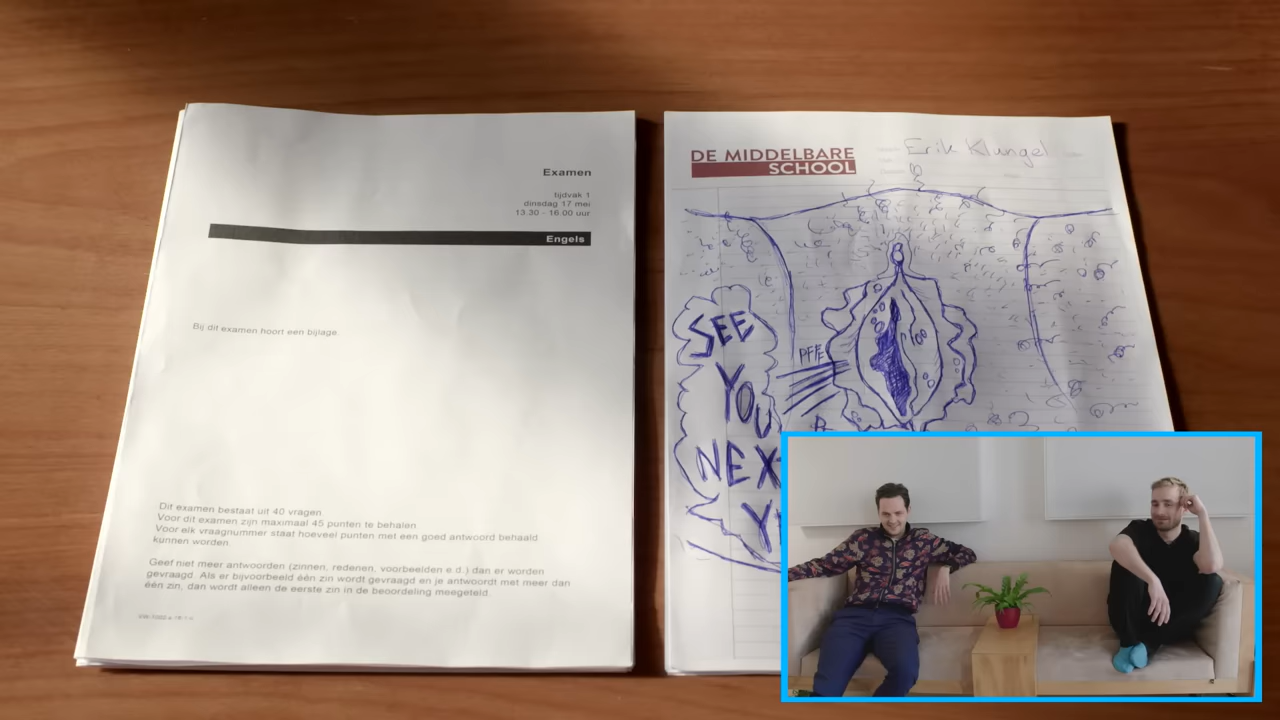 Examen
tijdvak 1
dinsdag 17 mei
13.30 - 16.00 uur
Engels
Bij dit examen hoort een bijlage.
Dit examen bestaat uit 40 vragen.
Voor dit examen zijn maximaal 45 punten te behalen.
Voor elk vraagnummer staat hoeveel punten met een goed antwoord behaald
kunnen worden.
Geef niet meer antwoorden (zinnen, redenen, voorbeelden e.d.) dan er worden
gevraagd. Als er bijvoorbeeld één zin wordt gevraagd en je antwoordt met meer dan
één zin, dan wordt alleen de eerste zin in de beoordeling meegeteld.
DE MIDDELBARE
SCHOOL
Erik Klungel
SEE
YOU
NEX
Y
PFF